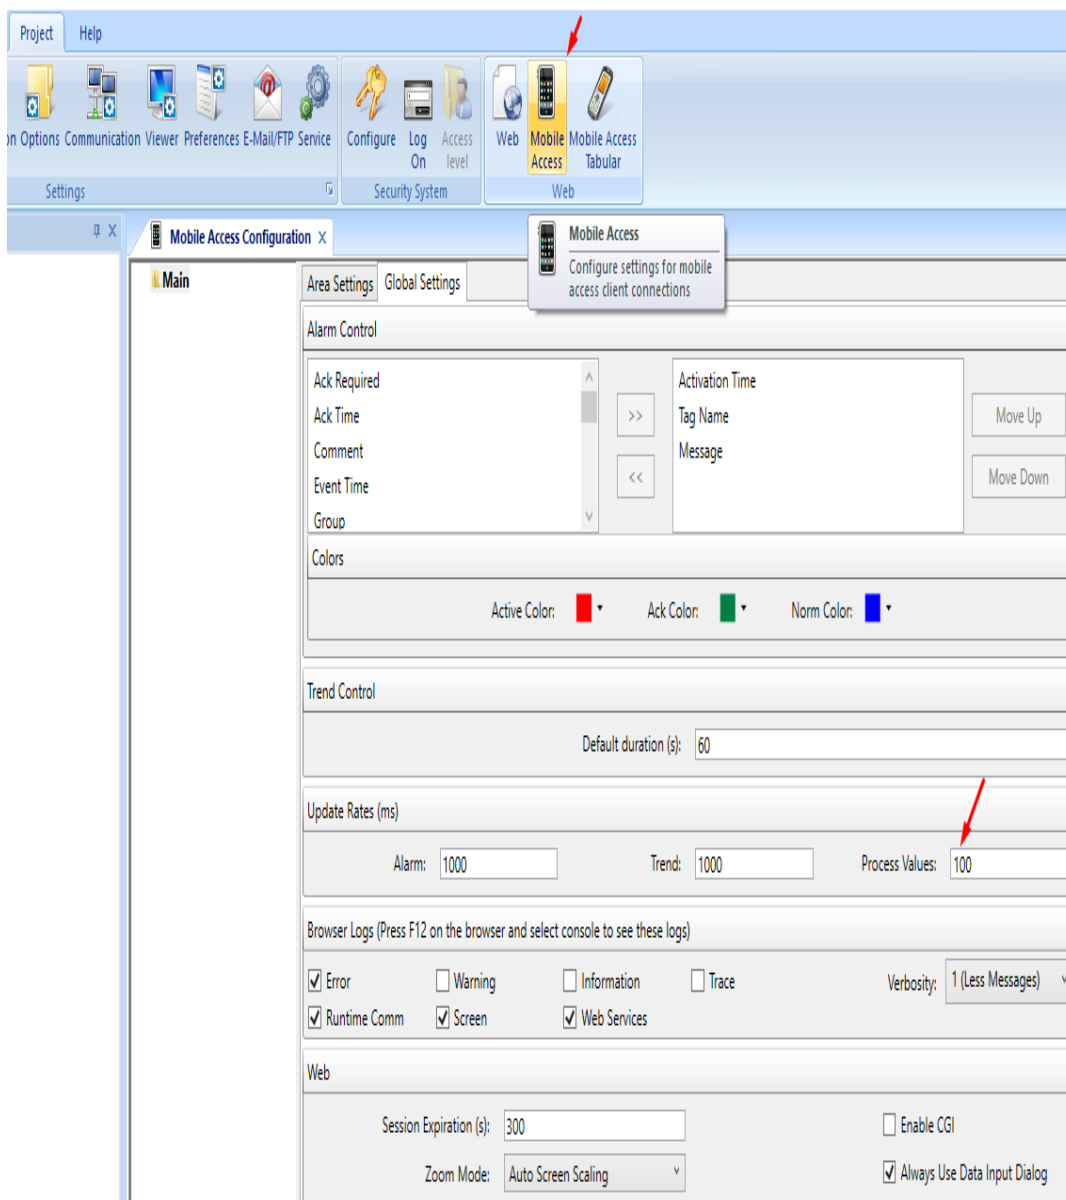 Project Help
on Options Communication Viewer Preferences E-Mail/FTP Service Configure Log On Access level Web Mobile Access Mobile Access Tabular
Settings Security System Web
Mobile Access Configuration X
Mobile Access
Configure settings for mobile
access client connections
Main
Area Settings Global Settings
Alarm Control
Ack Required
Ack Time
Comment
Event Time
Group
>>
<<
Activation Time
Tag Name
Message
Move Up
Move Down
Colors
Active Color: Ack Color: Norm Color:
Trend Control
Default duration (s): 60
Update Rates (ms)
Alarm: 1000 Trend: 1000 Process Values: 100
Browser Logs (Press F12 on the browser and select console to see these logs)
Error Warning Information Trace Verbosity: 1 (Less Messages)
Runtime Comm Screen Web Services
Web
Session Expiration (s): 300 Enable CGI
Zoom Mode: Auto Screen Scaling Always Use Data Input Dialog